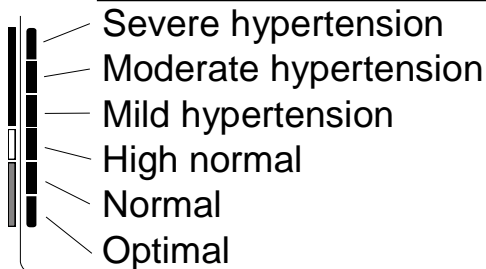 Severe hypertension
Moderate hypertension
Mild hypertension
High normal
Normal
Optimal